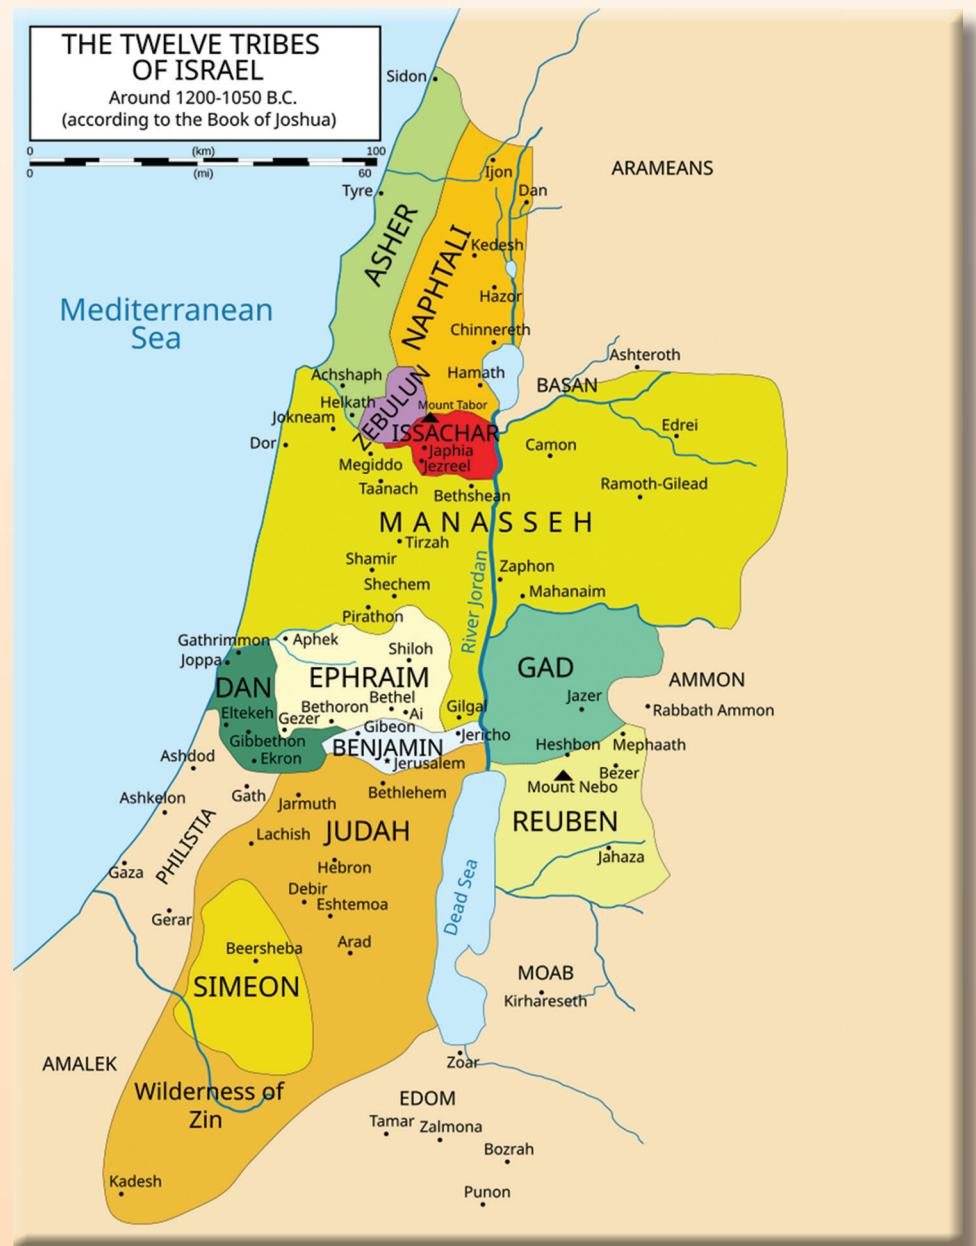 THE TWELVE TRIBES
OF ISRAEL
Around 1200-1050 B.C.
(according to the Book of Joshua)
0 (km) 100
0 (mi) 60
Sidon
ARAMEANS
Ijon
Tyre
Dan
ASHER
NAPHTALI
Kedesh
Hazor
Mediterranean
Sea
Chinnereth
Ashteroth
Achshaph
Hamath
BASAN
Helkath
ZEBULUN
Mount Tabor
Jokneam
ISSACHAR
Edrei
Dor
Camon
Japhia
Megiddo
Jezreel
Taanach
Bethshean
Ramoth-Gilead
MANASSEH
Tirzah
Shamir
Zaphon
Shechem
Mahanaim
River Jordan
Pirathon
Gathrimmon
Aphek
Joppa
Shiloh
DAN
EPHRAIM
GAD
AMMON
Bethel
Jazer
Eltekeh
Bethoron
Ai
Gilgal
Rabbath Ammon
Gezer
Gibeon
Jericho
Gibbethon
BENJAMIN
Heshbon
Mephaath
Ashdod
Ekron
Jerusalem
Bezer
Mount Nebo
Ashkelon
Gath
Jarmuth
Bethlehem
PHILISTIA
Lachish
JUDAH
REUBEN
Jahaza
Gaza
Hebron
Debir
Dead Sea
Gerar
Eshtemoa
Beersheba
Arad
SIMEON
MOAB
Kirhareseth
AMALEK
Zoar
Wilderness of
Zin
EDOM
Tamar
Zalmona
Bozrah
Kadesh
Punon